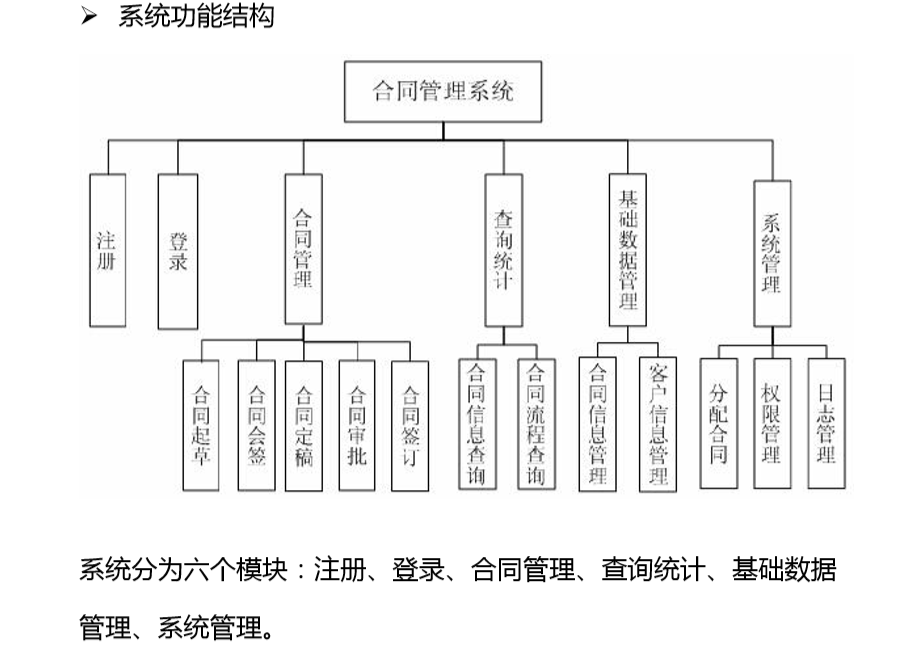 ➢ 系统功能结构
合同管理系统
注册
登录
合同管理
查询统计
基础数据管理
系统管理
合同起草
合同会签
合同定稿
合同审批
合同签订
合同信息查询
合同流程查询
合同信息管理
客户信息管理
分配合同
权限管理
日志管理
系统分为六个模块：注册、登录、合同管理、查询统计、基础数据
管理、系统管理。